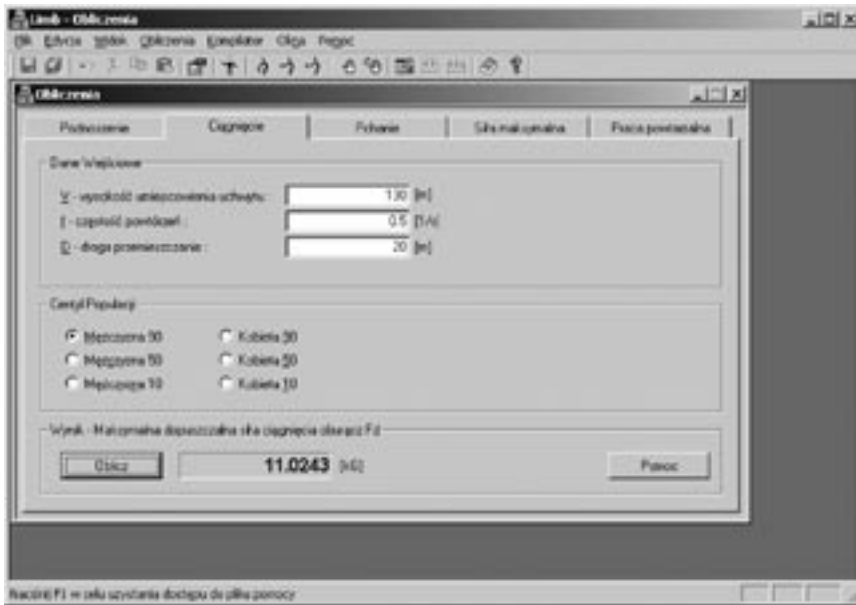 Limb - Obliczenia
Plik Edycja Widok Obliczenia Kompilator Okna Pomoc
Obliczenia
Podnoszenie Ciągnięcie Pchanie Siła maksymalna Praca powtarzalna
Dane Wejściowe
V - wysokość umiejscowienia uchwytu: 130 [m]
f - częstość powtórzeń: 0.5 [1/s]
D - droga przemieszczania: 20 [m]
Centyl Populacji
Mężczyzna 90 Kobieta 90
Mężczyzna 50 Kobieta 50
Mężczyzna 10 Kobieta 10
Wynik - Maksymalna dopuszczalna siła ciągnięcia oburącz Fd
Oblicz 11.0243 [kG] Pomoc
Naciśnij F1 w celu uzyskania dostępu do pliku pomocy